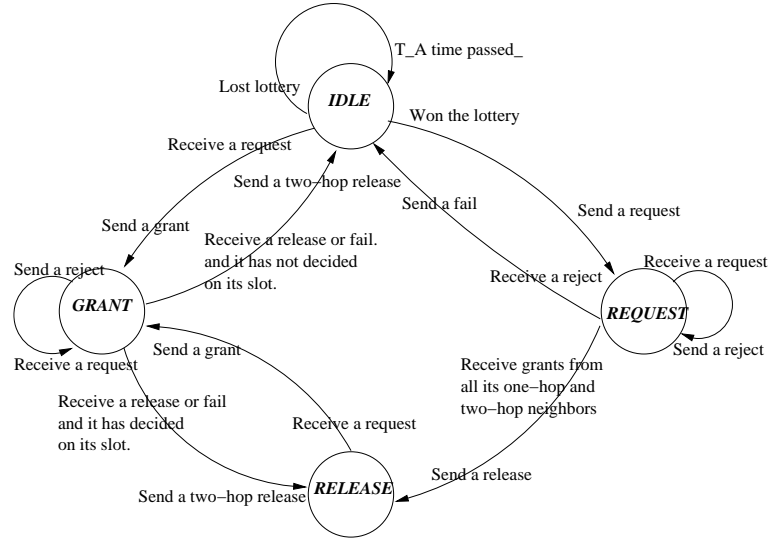 T_A time passed_
Lost lottery
IDLE
Won the lottery
Receive a request
Send a two-hop release
Send a fail
Send a request
Send a grant
Receive a release or fail.
and it has not decided
on its slot.
Receive a reject
Receive a request
Send a reject
GRANT
REQUEST
Send a grant
Send a reject
Receive a request
Receive grants from
all its one-hop and
two-hop neighbors
Receive a release or fail
and it has decided
on its slot.
Receive a request
Send a release
RELEASE
Send a two-hop release